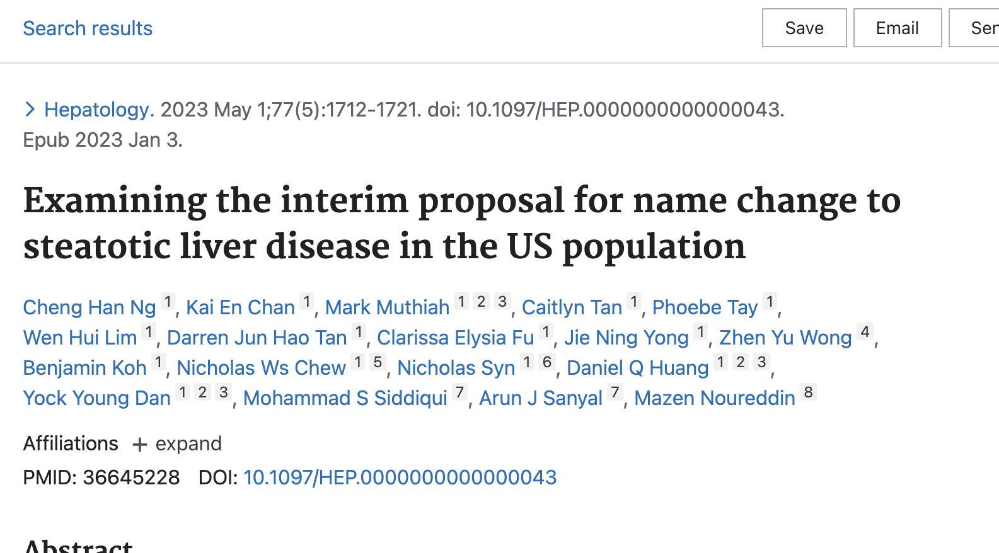 Search results
Save
Email
Sen
Hepatology. 2023 May 1;77(5):1712-1721. doi: 10.1097/HEP.0000000000000043.
Epub 2023 Jan 3.
Examining the interim proposal for name change to
steatotic liver disease in the US population
Cheng Han Ng 1, Kai En Chan 1, Mark Muthiah 1 2 3, Caitlyn Tan 1, Phoebe Tay 1,
Wen Hui Lim 1, Darren Jun Hao Tan 1, Clarissa Elysia Fu 1, Jie Ning Yong 1, Zhen Yu Wong 4,
Benjamin Koh 1, Nicholas Ws Chew 1 5, Nicholas Syn 1 6, Daniel Q Huang 1 2 3,
Yock Young Dan 1 2 3, Mohammad S Siddiqui 7, Arun J Sanyal 7, Mazen Noureddin 8
Affiliations + expand
PMID: 36645228 DOI: 10.1097/HEP.0000000000000043
Abstract